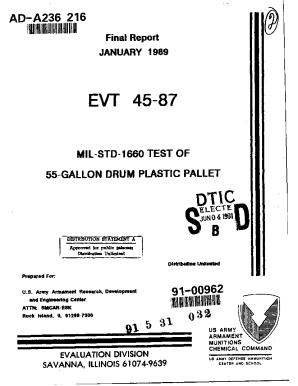 AD-A236 216
2
Final Report
JANUARY 1989
EVT 45-87
MIL-STD-1660 TEST OF
55-GALLON DRUM PLASTIC PALLET
DTIC
SELECTE
JUN 04 1991
S B D
DISTRIBUTION STATEMENT A
Approved for public release;
Distribution Unlimited
Distribution Unlimited
Prepared For:
U.S. Army Armament Research, Development
and Engineering Center
ATTN: SMCAR-ESK
Rock Island, IL 61299-7300
91-00962
91 5 31 032
US ARMY
ARMAMENT
MUNITIONS
CHEMICAL COMMAND
US ARMY DEFENSE AMMUNITION
CENTER AND SCHOOL
EVALUATION DIVISION
SAVANNA, ILLINOIS 61074-9639